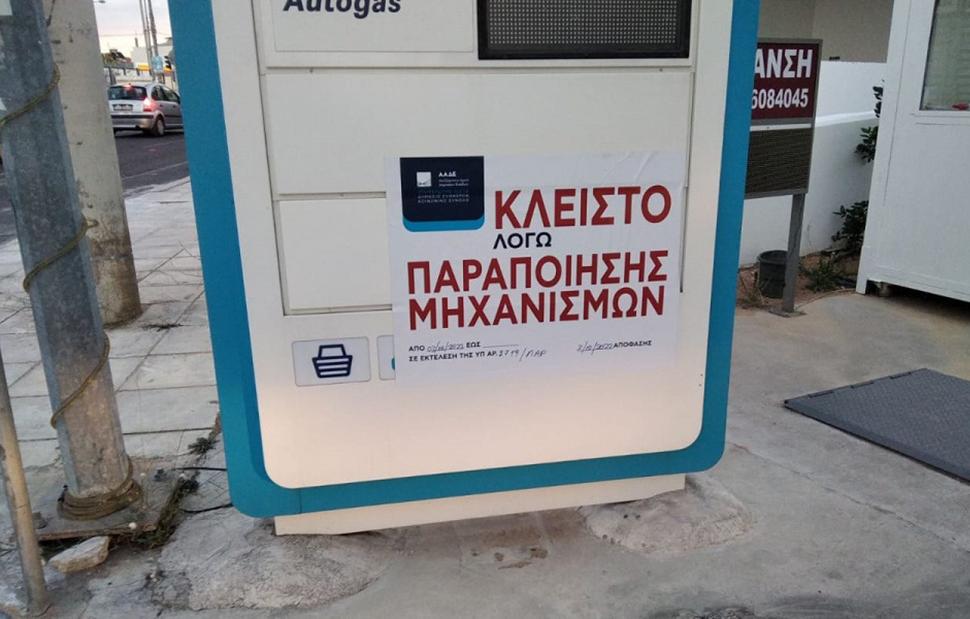 Autogas
ΑΝΣΗ
6084045
ΑΑΔΕ
ΚΛΕΙΣΤΟ
ΛΟΓΩ
ΠΑΡΑΠΟΙΗΣΗΣ
ΜΗΧΑΝΙΣΜΩΝ
ΑΠΟ ΕΩΣ
ΣΕ ΕΚΤΕΛΕΣΗ ΤΗΣ ΥΠ ΑΡ. ΑΠΟΦΑΣΗΣ